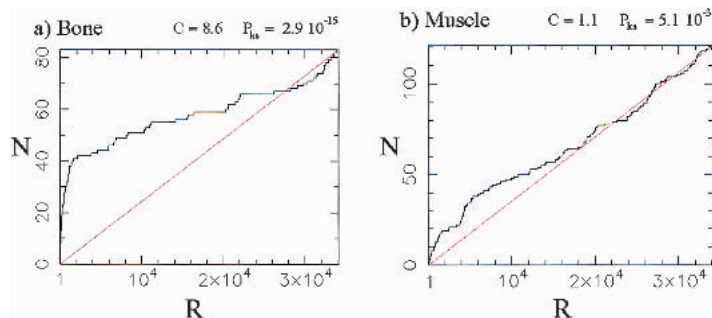 a) Bone C = 8.6 P_ks = 2.9 10^-15
80
60
40
20
0
N
1 10^4 2×10^4 3×10^4
R
b) Muscle C = 1.1 P_ks = 5.1 10^-3
100
50
0
N
1 10^4 2×10^4 3×10^4
R